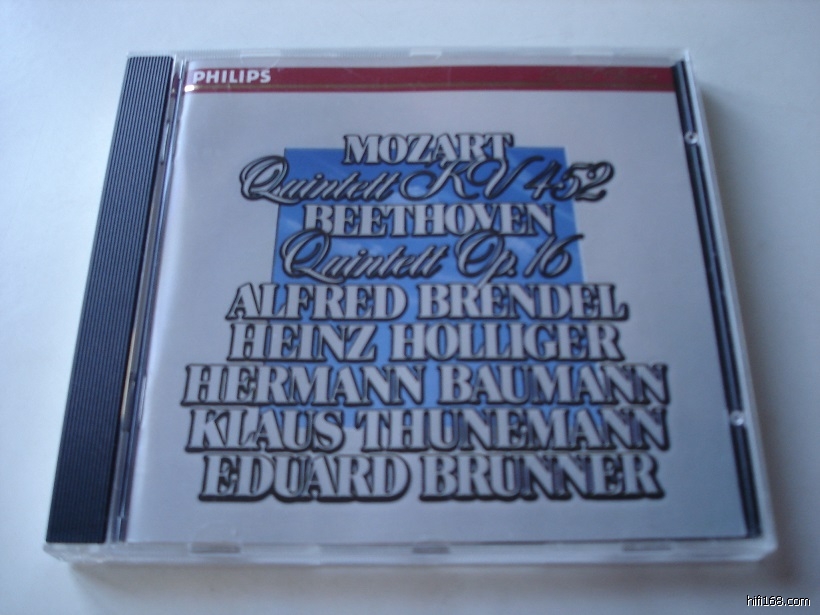 PHILIPS
MOZART
Quintett KV 452
BEETHOVEN
Quintett Op. 16
ALFRED BRENDEL
HEINZ HOLLIGER
HERMANN BAUMANN
KLAUS THUNEMANN
EDUARD BRUNNER
hifi168.com